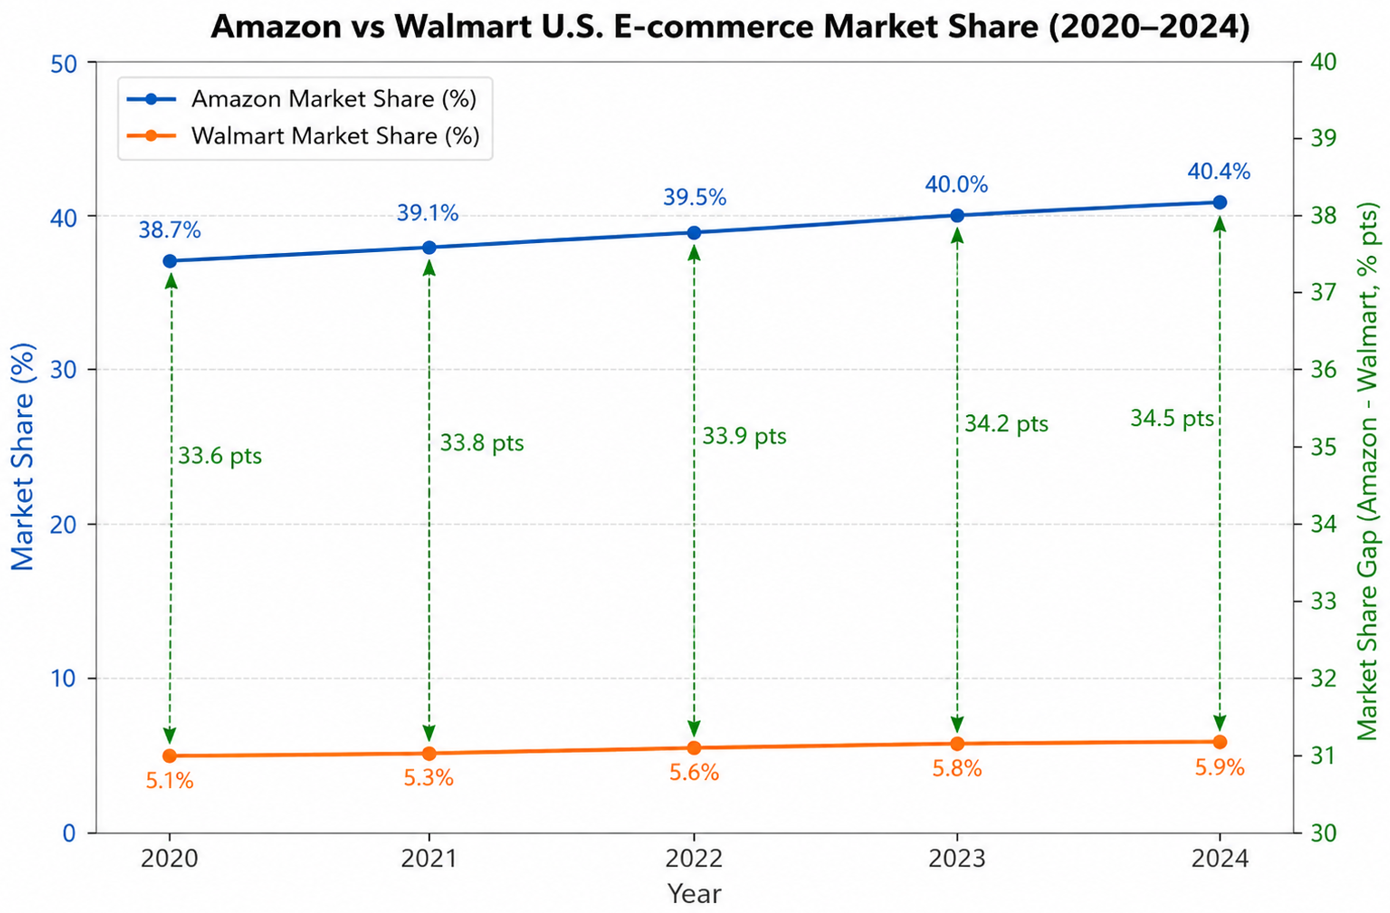 Amazon vs Walmart U.S. E-commerce Market Share (2020–2024)
Amazon Market Share (%)
Walmart Market Share (%)
Market Share (%)
50
40
30
20
10
0
38.7%
39.1%
39.5%
40.0%
40.4%
33.6 pts
33.8 pts
33.9 pts
34.2 pts
34.5 pts
5.1%
5.3%
5.6%
5.8%
5.9%
40
39
38
37
36
35
34
33
32
31
30
Market Share Gap (Amazon - Walmart, % pts)
2020
2021
2022
2023
2024
Year